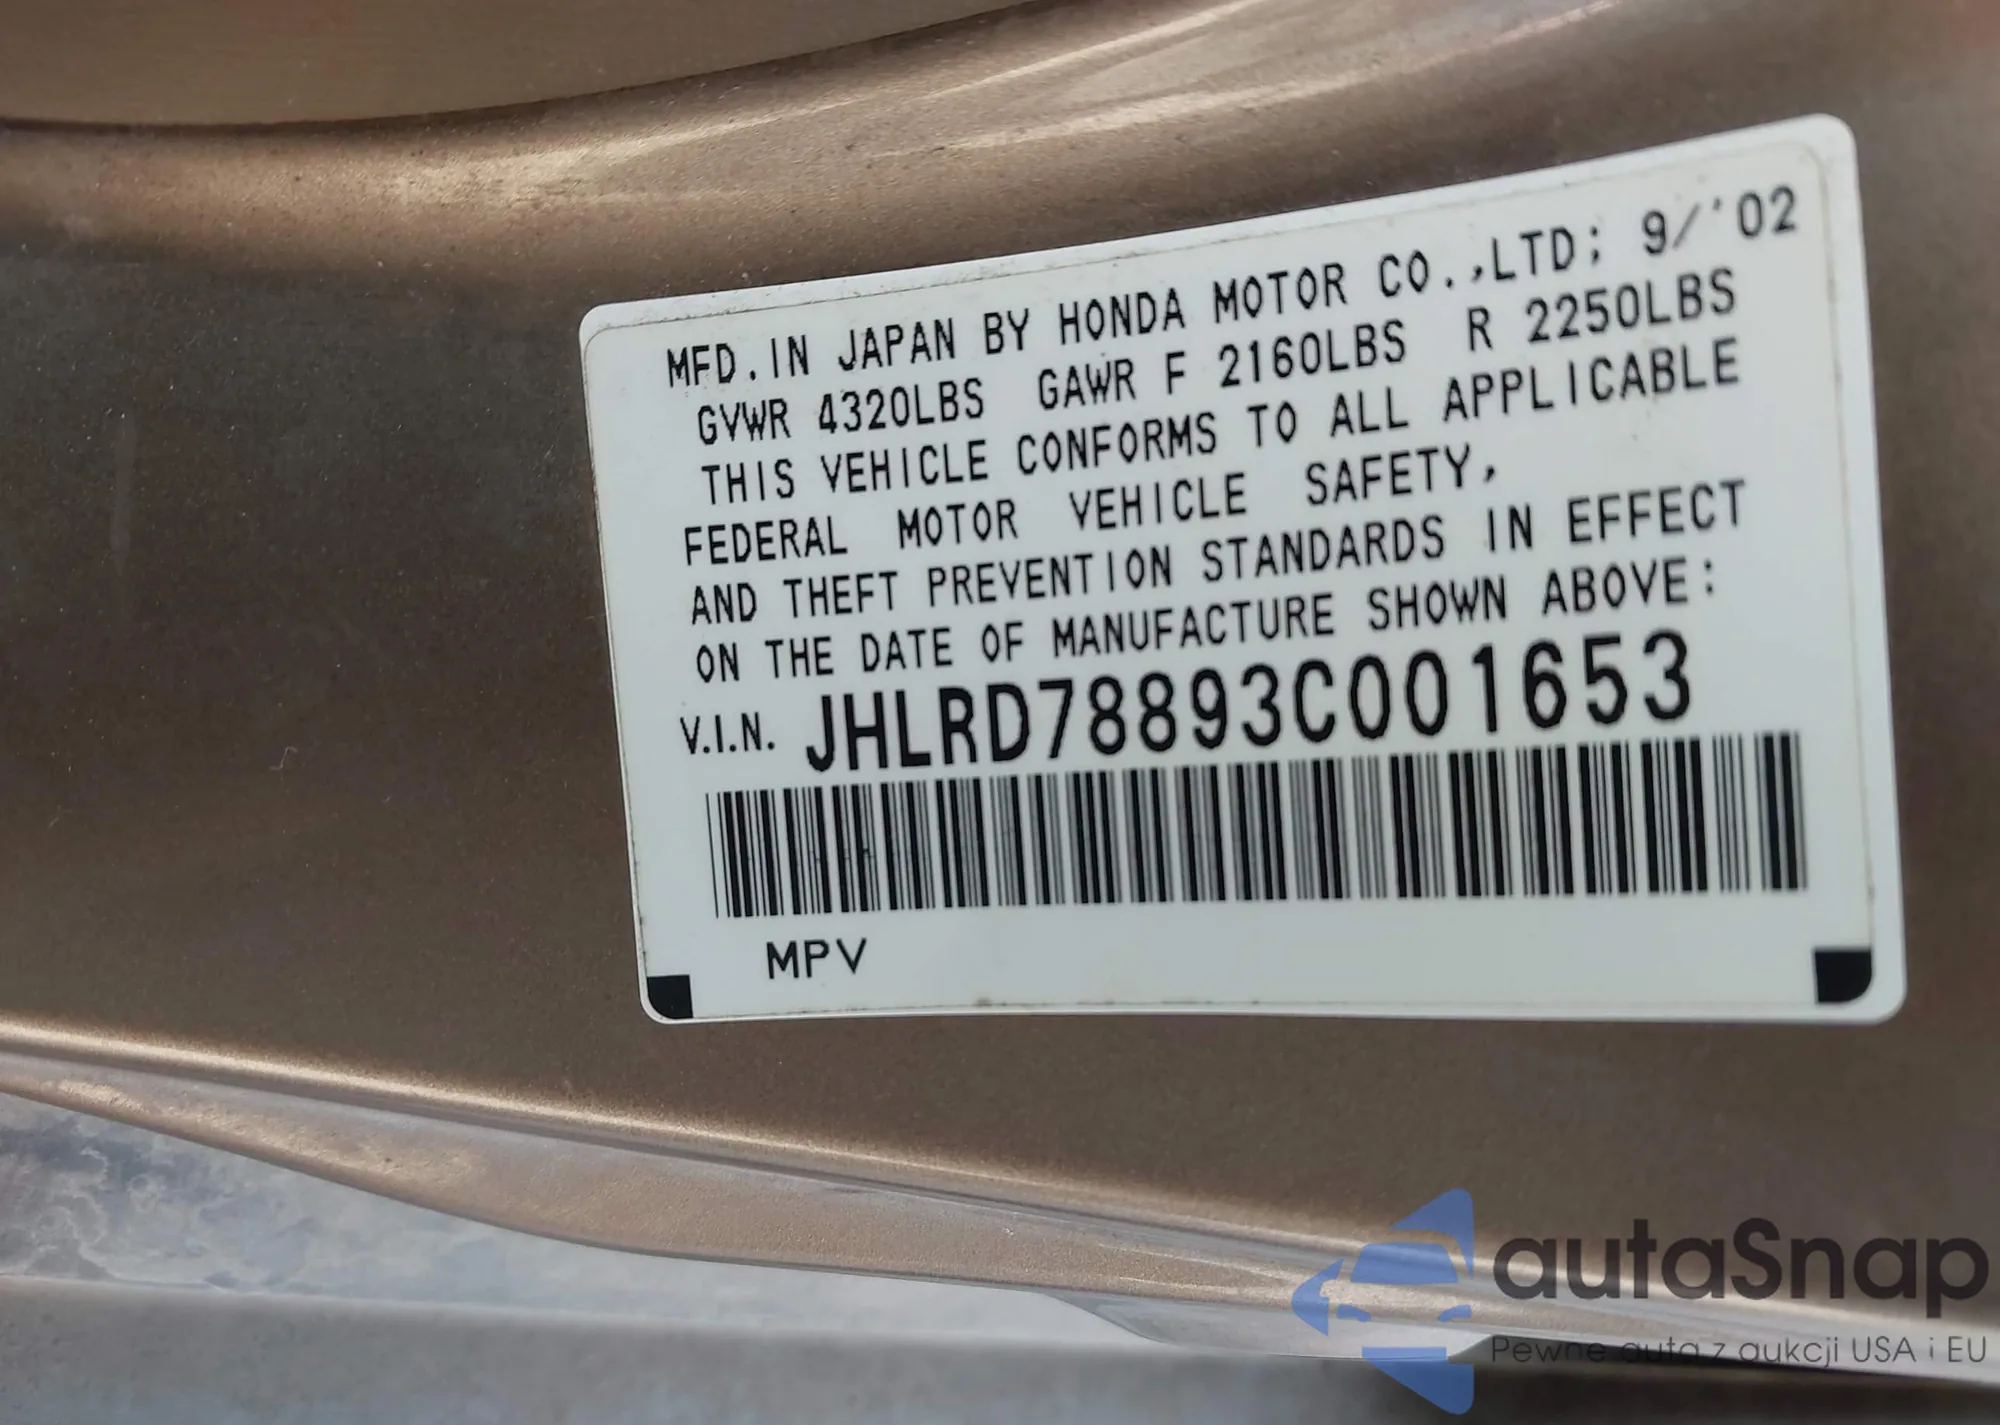 MFD. IN JAPAN BY HONDA MOTOR CO.,LTD; 9/'02
GVWR 4320LBS GAWR F 2160LBS R 2250LBS
THIS VEHICLE CONFORMS TO ALL APPLICABLE
FEDERAL MOTOR VEHICLE SAFETY,
AND THEFT PREVENTION STANDARDS IN EFFECT
ON THE DATE OF MANUFACTURE SHOWN ABOVE:
V.I.N. JHLRD78893C001653
MPV
autaSnap
Pewne auta z aukcji USA i EU